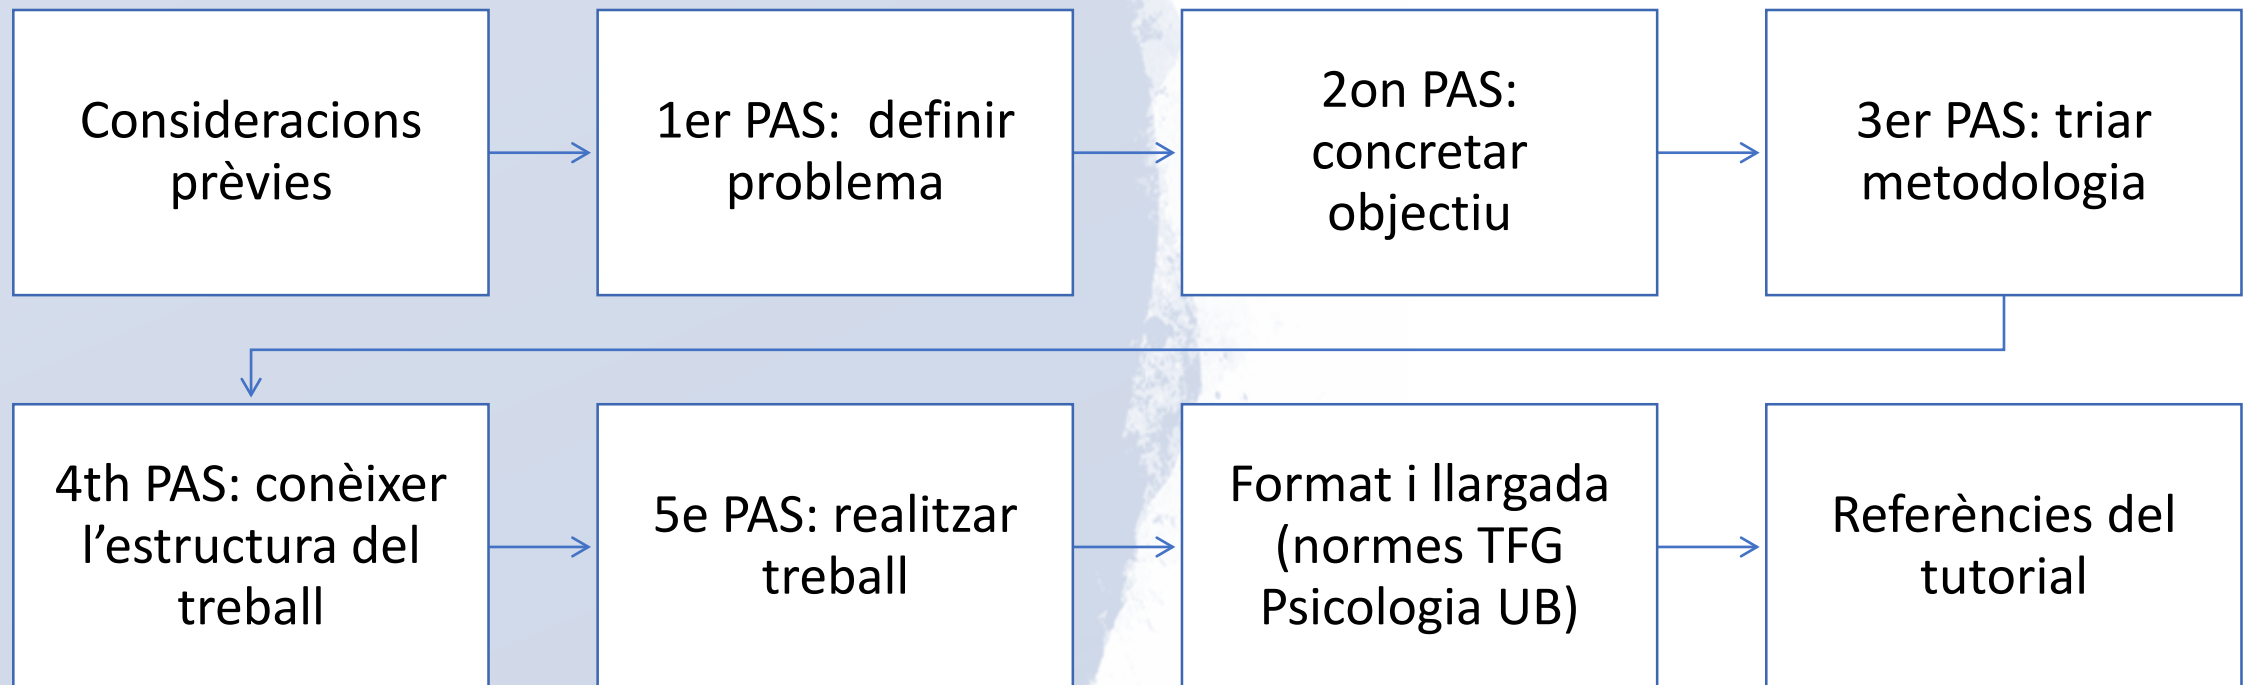 Consideracions
prèvies
1er PAS:  definir
problema
2on PAS:
concretar
objectiu
3er PAS: triar
metodologia
4th PAS: conèixer
l’estructura del
treball
5e PAS: realitzar
treball
Format i llargada
(normes TFG
Psicologia UB)
Referències del
tutorial